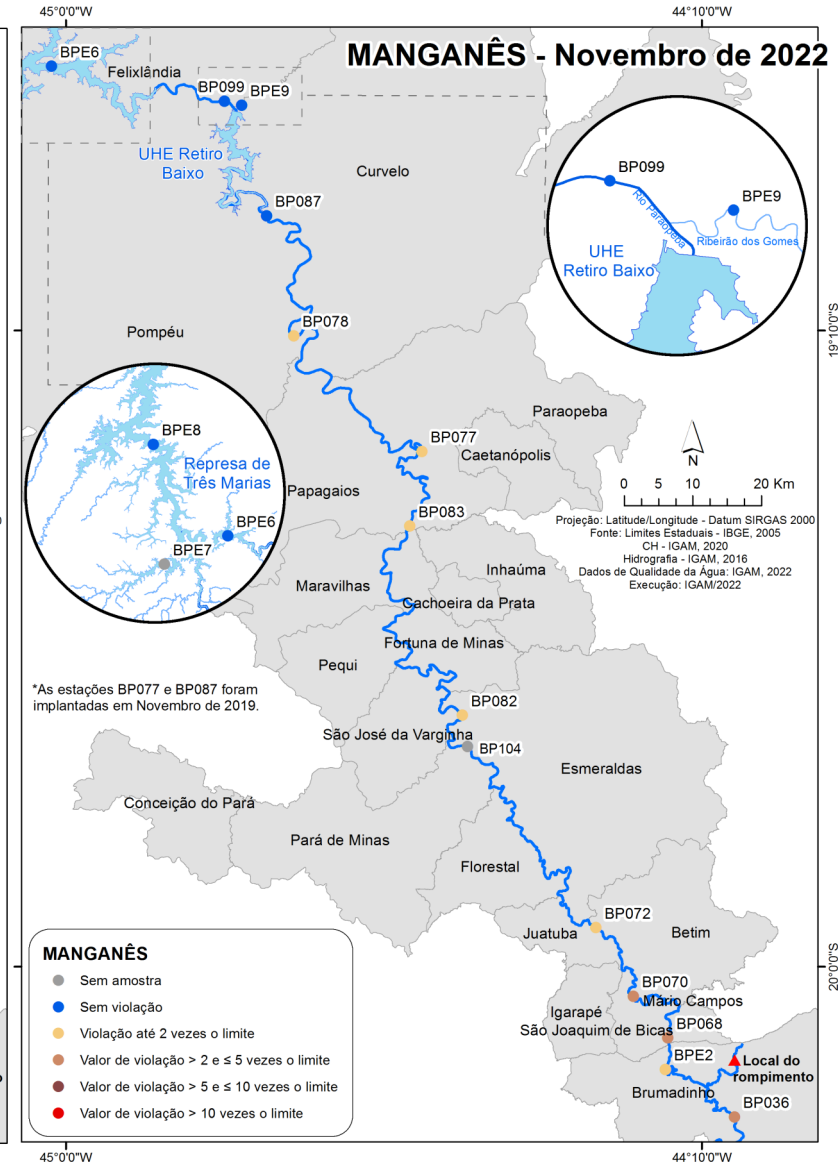 45°0'0"W
44°10'0"W
MANGANÊS - Novembro de 2022
BPE6
Felixlândia
BP099
BPE9
UHE Retiro
Baixo
Curvelo
BP087
BP099
BPE9
Rio Paraopeba
Ribeirão dos Gomes
UHE
Retiro Baixo
BP078
Pompéu
19°10'0"S
BPE8
Represa de
Três Marias
BPE6
BPE7
Paraopeba
BP077
Caetanópolis
Papagaios
BP083
N
0 5 10 20 Km
Projeção: Latitude/Longitude - Datum SIRGAS 2000
Fonte: Limites Estaduais - IBGE, 2005
CH - IGAM, 2020
Hidrografia - IGAM, 2016
Dados de Qualidade da Água: IGAM, 2022
Execução: IGAM/2022
Inhaúma
Maravilhas
Cachoeira da Prata
Fortuna de Minas
Pequi
*As estações BP077 e BP087 foram
implantadas em Novembro de 2019.
BP082
São José da Varginha
BP104
Esmeraldas
Conceição do Pará
Pará de Minas
Florestal
BP072
Juatuba
Betim
20°0'0"S
BP070
Mário Campos
Igarapé
São Joaquim de Bicas
BP068
BPE2
Local do
rompimento
Brumadinho
BP036
MANGANÊS
Sem amostra
Sem violação
Violação até 2 vezes o limite
Valor de violação > 2 e ≤ 5 vezes o limite
Valor de violação > 5 e ≤ 10 vezes o limite
Valor de violação > 10 vezes o limite
45°0'0"W
44°10'0"W